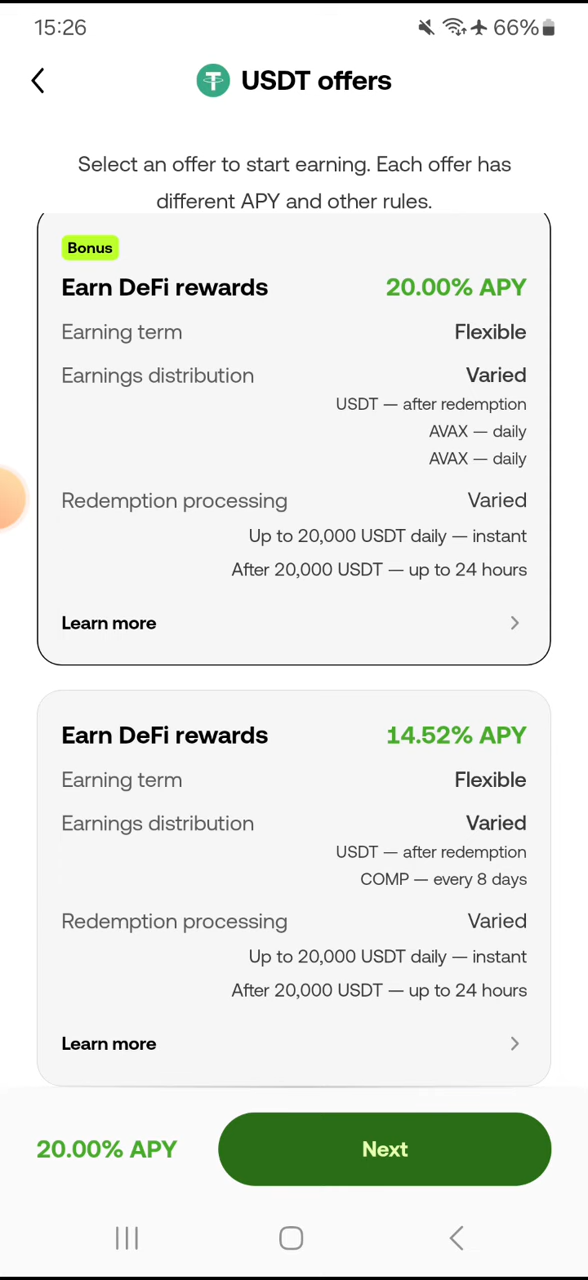 15:26
66%
USDT offers
Select an offer to start earning. Each offer has
different APY and other rules.
Bonus
Earn DeFi rewards 20.00% APY
Earning term Flexible
Earnings distribution Varied
USDT — after redemption
AVAX — daily
AVAX — daily
Redemption processing Varied
Up to 20,000 USDT daily — instant
After 20,000 USDT — up to 24 hours
Learn more
Earn DeFi rewards 14.52% APY
Earning term Flexible
Earnings distribution Varied
USDT — after redemption
COMP — every 8 days
Redemption processing Varied
Up to 20,000 USDT daily — instant
After 20,000 USDT — up to 24 hours
Learn more
20.00% APY Next